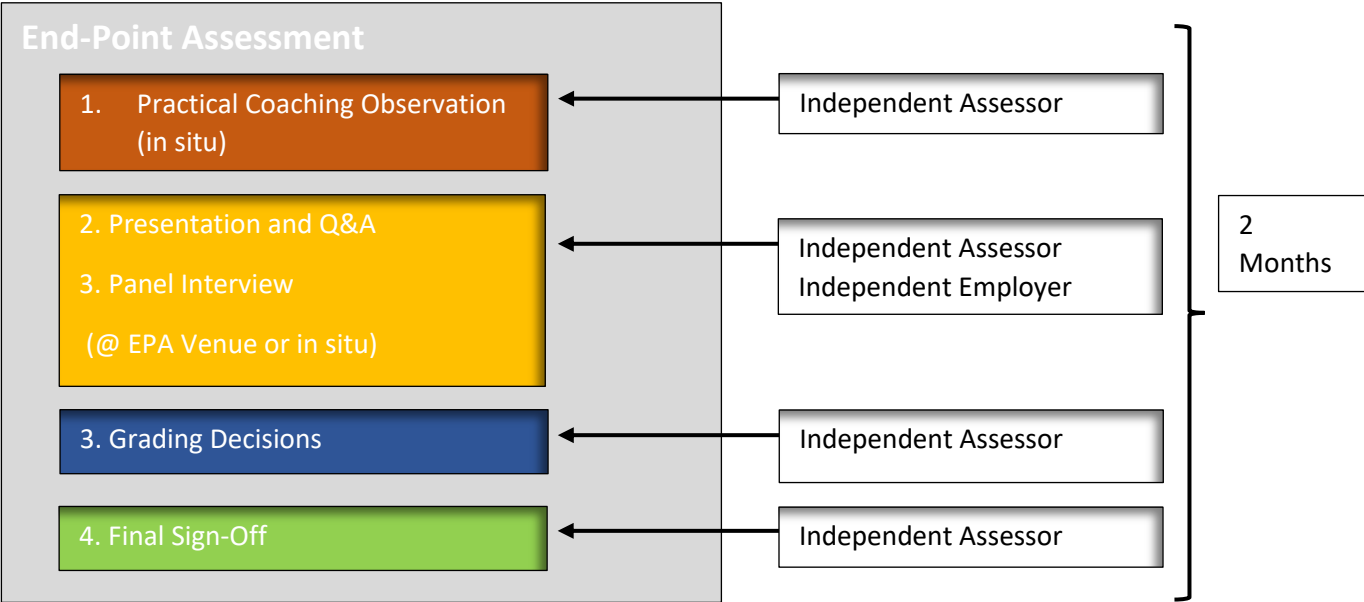 End-Point Assessment
1. Practical Coaching Observation
(in situ)
Independent Assessor
2. Presentation and Q&A
3. Panel Interview
(@ EPA Venue or in situ)
Independent Assessor
Independent Employer
2
Months
3. Grading Decisions
Independent Assessor
4. Final Sign-Off
Independent Assessor